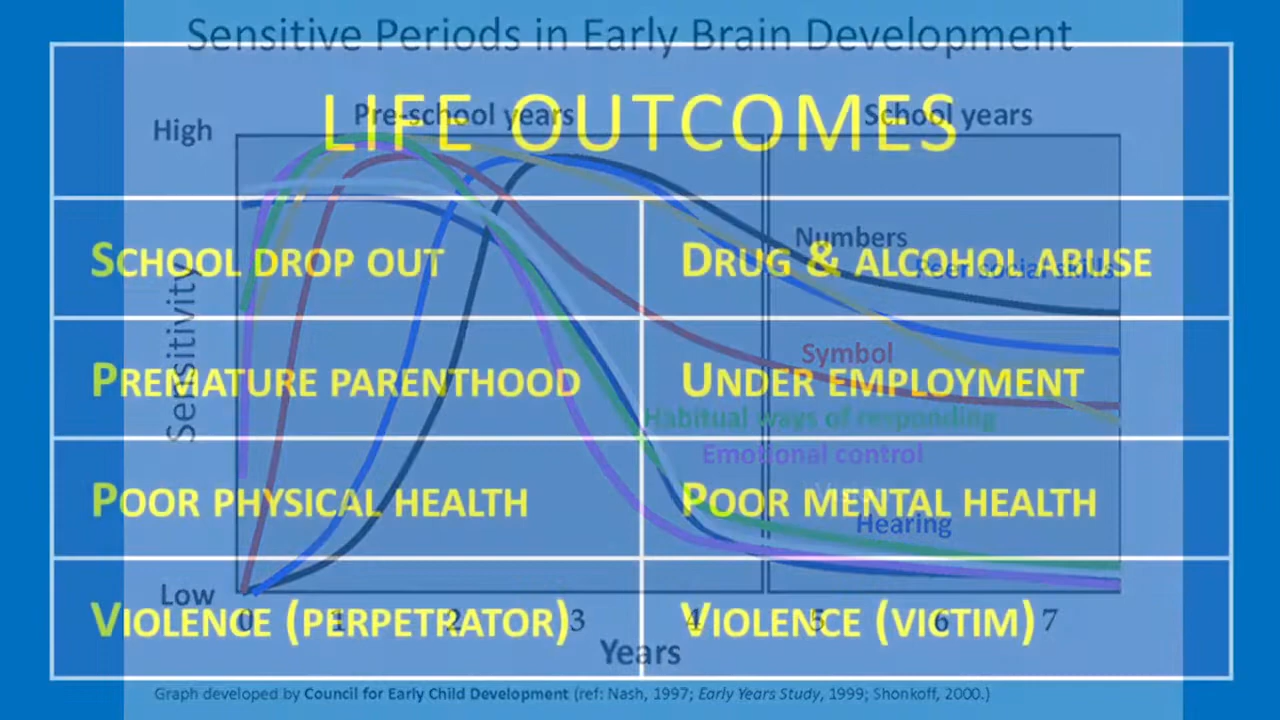 Sensitive Periods in Early Brain Development
LIFE OUTCOMES
Pre-school years
School years
High
Sensitivity
Low
SCHOOL DROP OUT
DRUG & ALCOHOL ABUSE
PREMATURE PARENTHOOD
UNDER EMPLOYMENT
POOR PHYSICAL HEALTH
POOR MENTAL HEALTH
VIOLENCE (PERPETRATOR)
VIOLENCE (VICTIM)
Numbers
Peer social skills
Symbol
Habitual ways of responding
Emotional control
Hearing
0 1 2 3 4 5 6 7
Years
Graph developed by Council for Early Child Development (ref: Nash, 1997; Early Years Study, 1999; Shonkoff, 2000.)